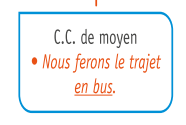 C.C. de moyen
• Nous ferons le trajet
en bus.